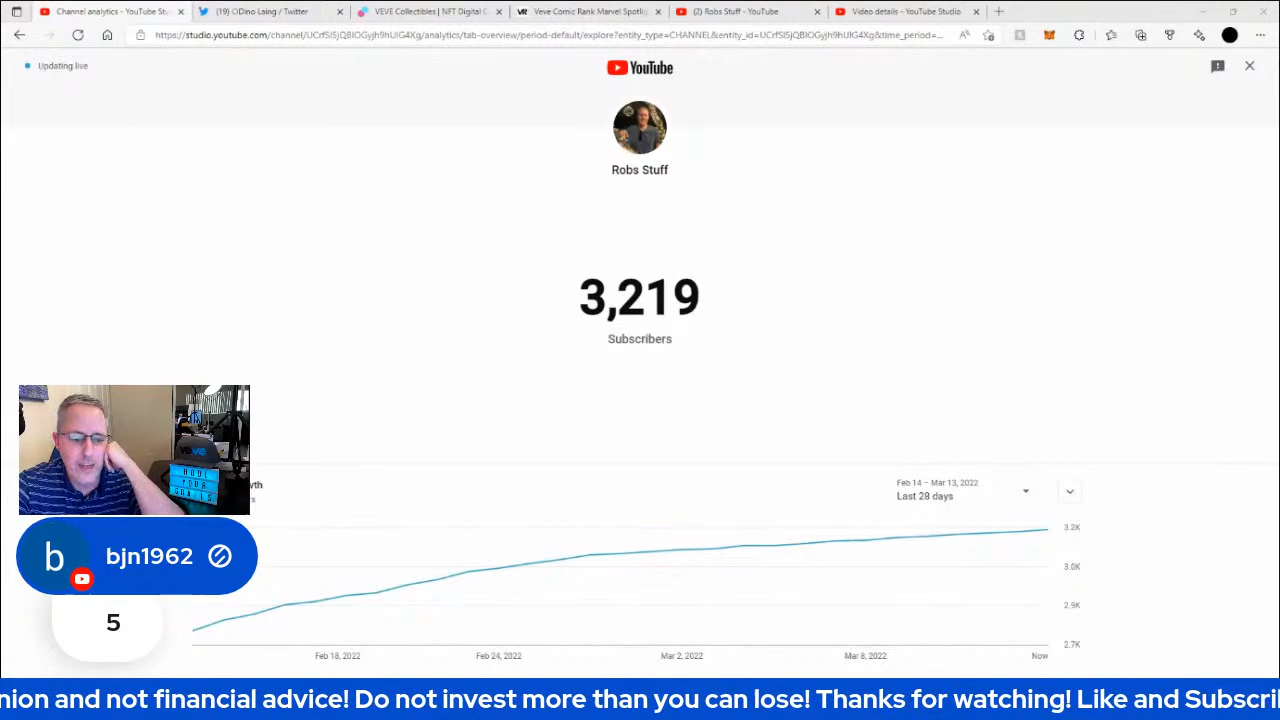 Channel analytics - YouTube Stu
(19) Dino Laing / Twitter
VEVE Collectibles | NFT Digital C
Veve Comic Rank Marvel Spotlig
(2) Robs Stuff - YouTube
Video details - YouTube Studio
Updating live
YouTube
Robs Stuff
3,219
Subscribers
HODL
YOUR
GOALS
Feb 14 – Mar 13, 2022
Last 28 days
3.2K
3.0K
2.9K
2.7K
Feb 18, 2022
Feb 24, 2022
Mar 2, 2022
Mar 8, 2022
Now
b bjn1962
5
nion and not financial advice! Do not invest more than you can lose! Thanks for watching! Like and Subscri